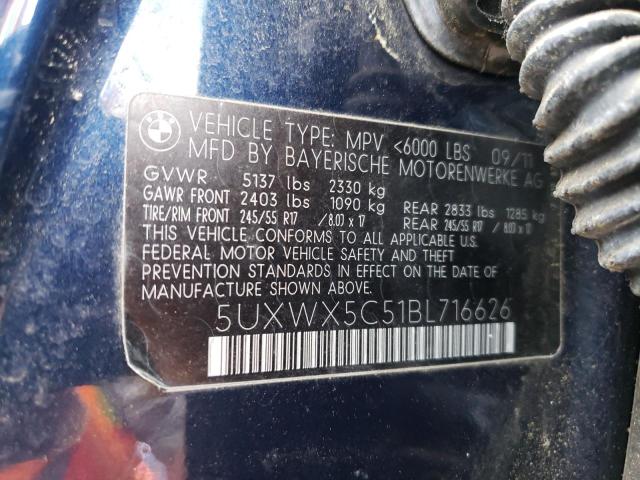 BMW
VEHICLE TYPE: MPV <6000 LBS 09/11
MFD BY BAYERISCHE MOTORENWERKE AG
GVWR 5137 lbs 2330 kg
GAWR FRONT 2403 lbs 1090 kg REAR 2833 lbs 1285 kg
TIRE/RIM FRONT 245/55 R17 / 8.0J x 17 REAR 245/55 R17 / 8.0J x 17
THIS VEHICLE CONFORMS TO ALL APPLICABLE U.S.
FEDERAL MOTOR VEHICLE SAFETY AND THEFT
PREVENTION STANDARDS IN EFFECT ON THE DATE
OF MANUFACTURE SHOWN ABOVE.
5UXWX5C51BL716626